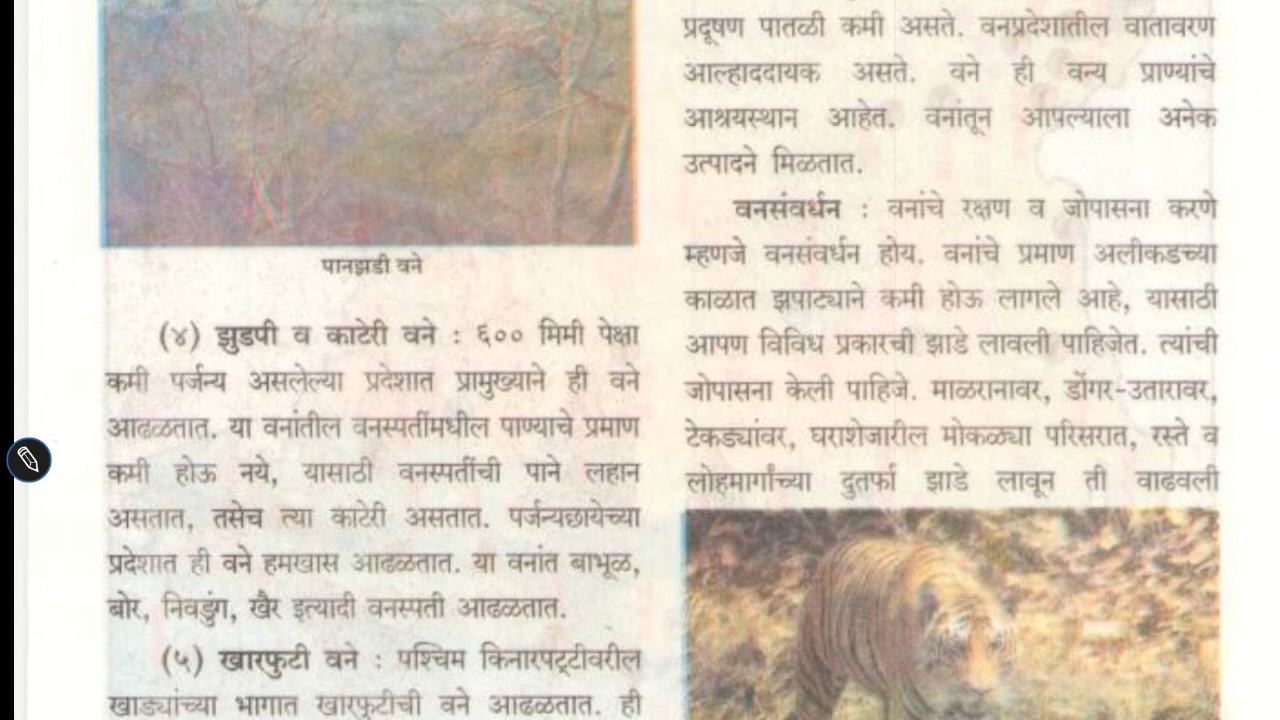 पानझडी वने
(४) झुडपी व काटेरी वने : ६०० मिमी पेक्षा
कमी पर्जन्य असलेल्या प्रदेशात प्रामुख्याने ही वने
आढळतात. या वनांतील वनस्पतींमधील पाण्याचे प्रमाण
कमी होऊ नये, यासाठी वनस्पतींची पाने लहान
असतात, तसेच त्या काटेरी असतात. पर्जन्यछायेच्या
प्रदेशात ही वने हमखास आढळतात. या वनांत बाभूळ,
बोर, निवडुंग, खैर इत्यादी वनस्पती आढळतात.
(५) खारफुटी वने : पश्चिम किनारपट्टीवरील
खाड्यांच्या भागात खारफुटीची वने आढळतात. ही
प्रदूषण पातळी कमी असते. वनप्रदेशातील वातावरण
आल्हाददायक असते. वने ही वन्य प्राण्यांचे
आश्रयस्थान आहेत. वनांतून आपल्याला अनेक
उत्पादने मिळतात.
वनसंवर्धन : वनांचे रक्षण व जोपासना करणे
म्हणजे वनसंवर्धन होय. वनांचे प्रमाण अलीकडच्या
काळात झपाट्याने कमी होऊ लागले आहे, यासाठी
आपण विविध प्रकारची झाडे लावली पाहिजेत. त्यांची
जोपासना केली पाहिजे. माळरानावर, डोंगर-उतारावर,
टेकड्यांवर, घराशेजारील मोकळ्या परिसरात, रस्ते व
लोहमार्गांच्या दुतर्फा झाडे लावून ती वाढवली